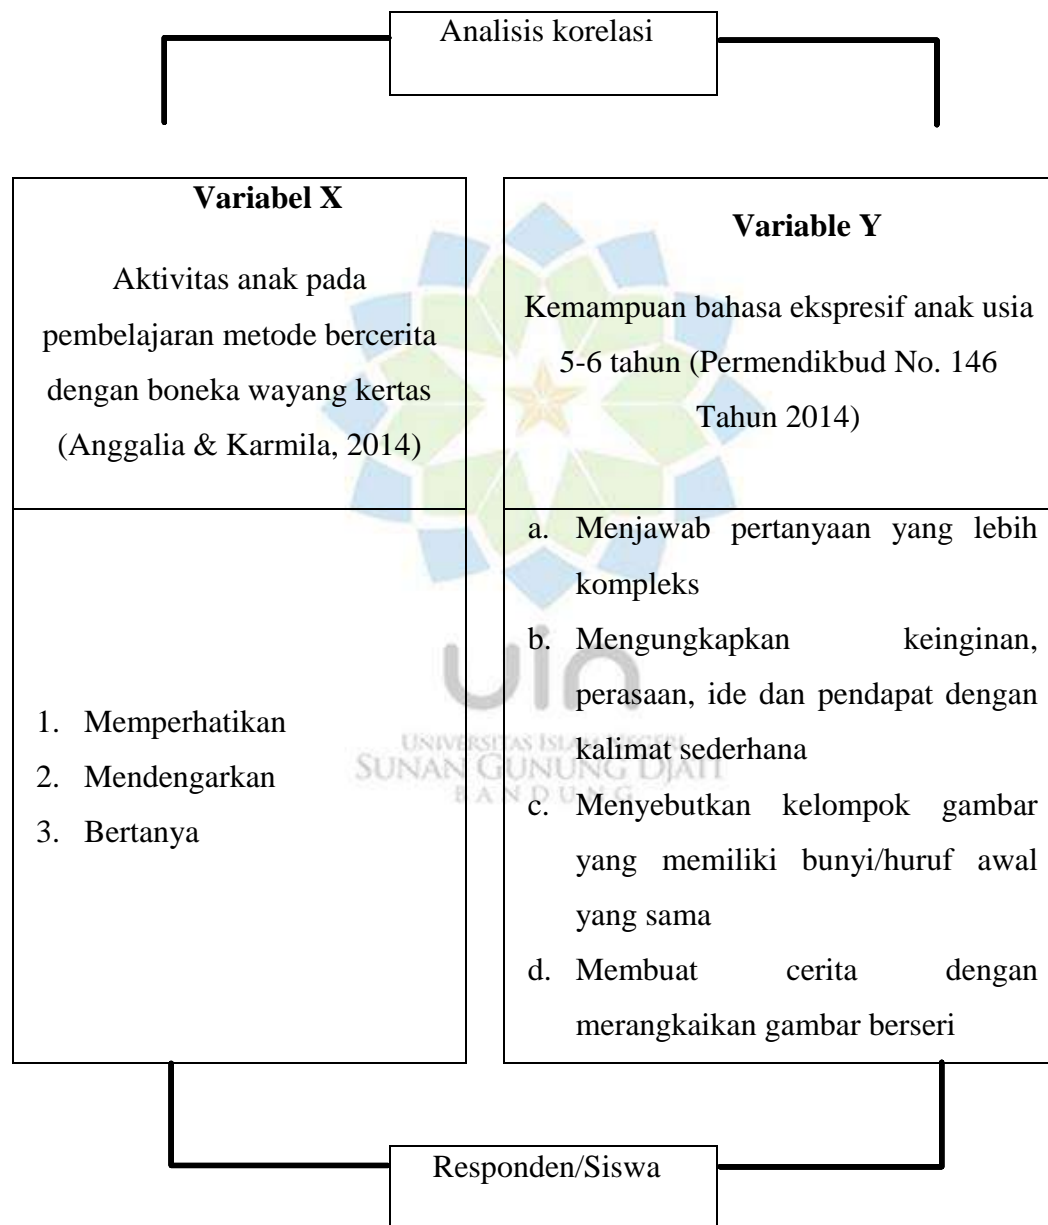 Analisis korelasi
Variabel X
Aktivitas anak pada
pembelajaran metode bercerita
dengan boneka wayang kertas
(Anggalia & Karmila, 2014)
Variable Y
Kemampuan bahasa ekspresif anak usia
5-6 tahun (Permendikbud No. 146
Tahun 2014)
1. Memperhatikan
2. Mendengarkan
3. Bertanya
a. Menjawab pertanyaan yang lebih
kompleks
b. Mengungkapkan keinginan,
perasaan, ide dan pendapat dengan
kalimat sederhana
c. Menyebutkan kelompok gambar
yang memiliki bunyi/huruf awal
yang sama
d. Membuat cerita dengan
merangkaikan gambar berseri
uin
UNIVERSITAS ISLAM NEGERI
SUNAN GUNUNG DJATI
BANDUNG
Responden/Siswa